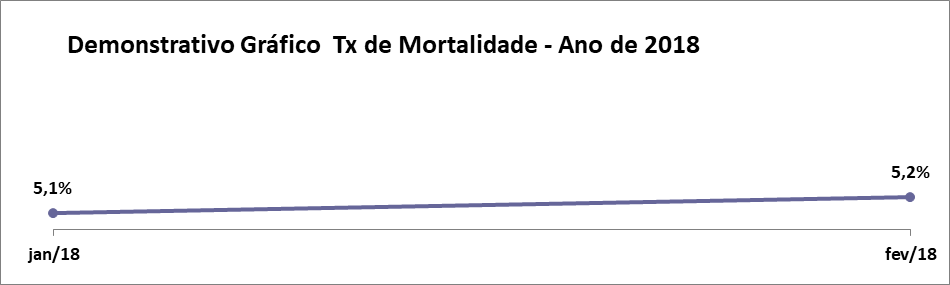 Demonstrativo Gráfico  Tx de Mortalidade - Ano de 2018
5,2%
5,1%
jan/18
fev/18